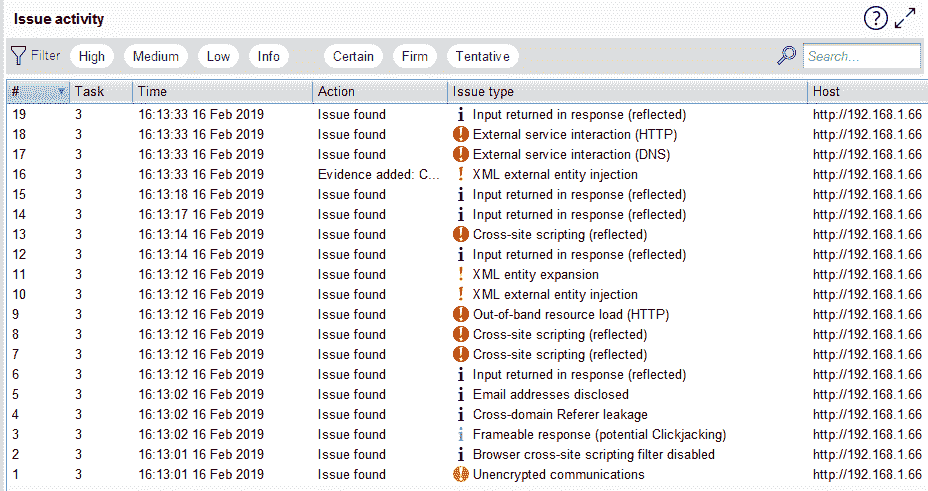 Issue activity
Filter High Medium Low Info Certain Firm Tentative Search...
# Task Time Action Issue type Host
19 3 16:13:33 16 Feb 2019 Issue found Input returned in response (reflected) http://192.168.1.66
18 3 16:13:33 16 Feb 2019 Issue found External service interaction (HTTP) http://192.168.1.66
17 3 16:13:33 16 Feb 2019 Issue found External service interaction (DNS) http://192.168.1.66
16 3 16:13:33 16 Feb 2019 Evidence added: C... XML external entity injection http://192.168.1.66
15 3 16:13:18 16 Feb 2019 Issue found Input returned in response (reflected) http://192.168.1.66
14 3 16:13:17 16 Feb 2019 Issue found Input returned in response (reflected) http://192.168.1.66
13 3 16:13:14 16 Feb 2019 Issue found Cross-site scripting (reflected) http://192.168.1.66
12 3 16:13:14 16 Feb 2019 Issue found Input returned in response (reflected) http://192.168.1.66
11 3 16:13:12 16 Feb 2019 Issue found XML entity expansion http://192.168.1.66
10 3 16:13:12 16 Feb 2019 Issue found XML external entity injection http://192.168.1.66
9 3 16:13:12 16 Feb 2019 Issue found Out-of-band resource load (HTTP) http://192.168.1.66
8 3 16:13:12 16 Feb 2019 Issue found Cross-site scripting (reflected) http://192.168.1.66
7 3 16:13:12 16 Feb 2019 Issue found Cross-site scripting (reflected) http://192.168.1.66
6 3 16:13:12 16 Feb 2019 Issue found Input returned in response (reflected) http://192.168.1.66
5 3 16:13:02 16 Feb 2019 Issue found Email addresses disclosed http://192.168.1.66
4 3 16:13:02 16 Feb 2019 Issue found Cross-domain Referer leakage http://192.168.1.66
3 3 16:13:02 16 Feb 2019 Issue found Frameable response (potential Clickjacking) http://192.168.1.66
2 3 16:13:01 16 Feb 2019 Issue found Browser cross-site scripting filter disabled http://192.168.1.66
1 3 16:13:01 16 Feb 2019 Issue found Unencrypted communications http://192.168.1.66